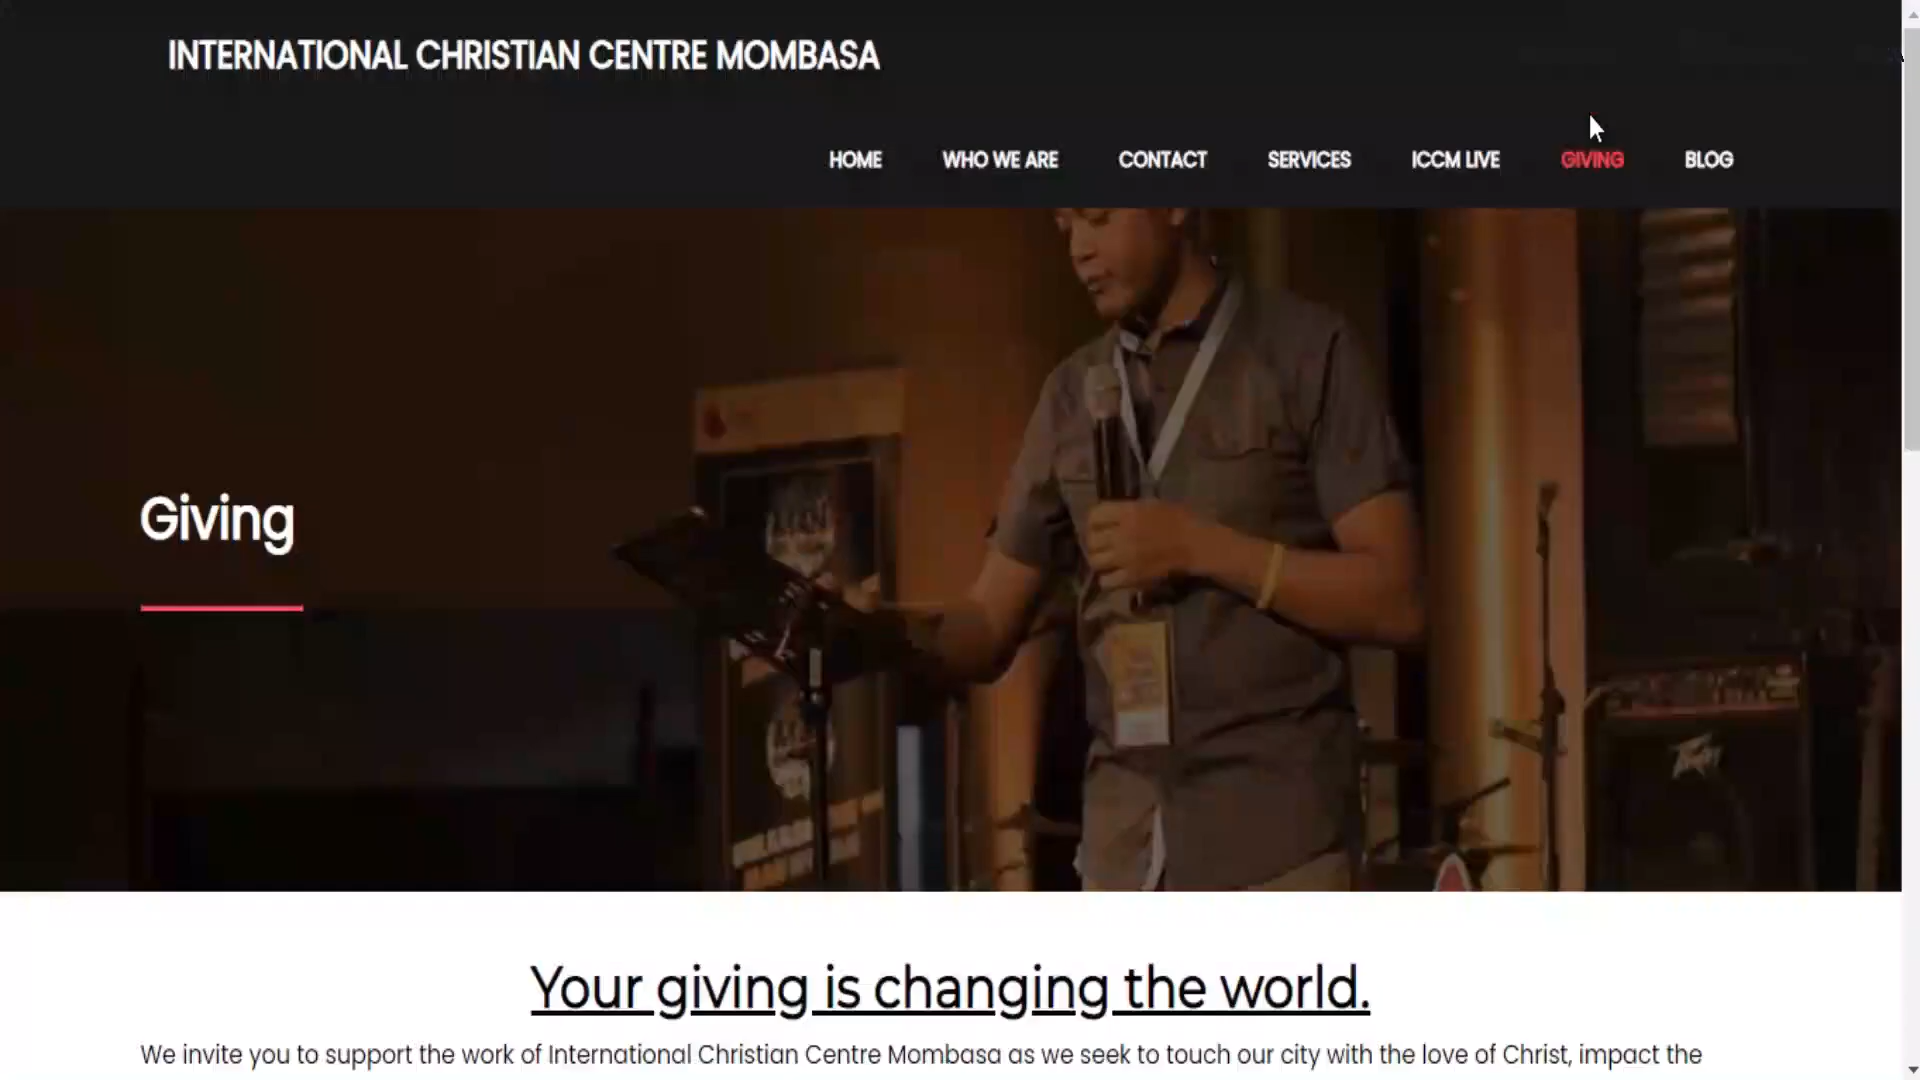 INTERNATIONAL CHRISTIAN CENTRE MOMBASA
HOME WHO WE ARE CONTACT SERVICES ICCM LIVE GIVING BLOG
Giving
Your giving is changing the world.
We invite you to support the work of International Christian Centre Mombasa as we seek to touch our city with the love of Christ, impact the